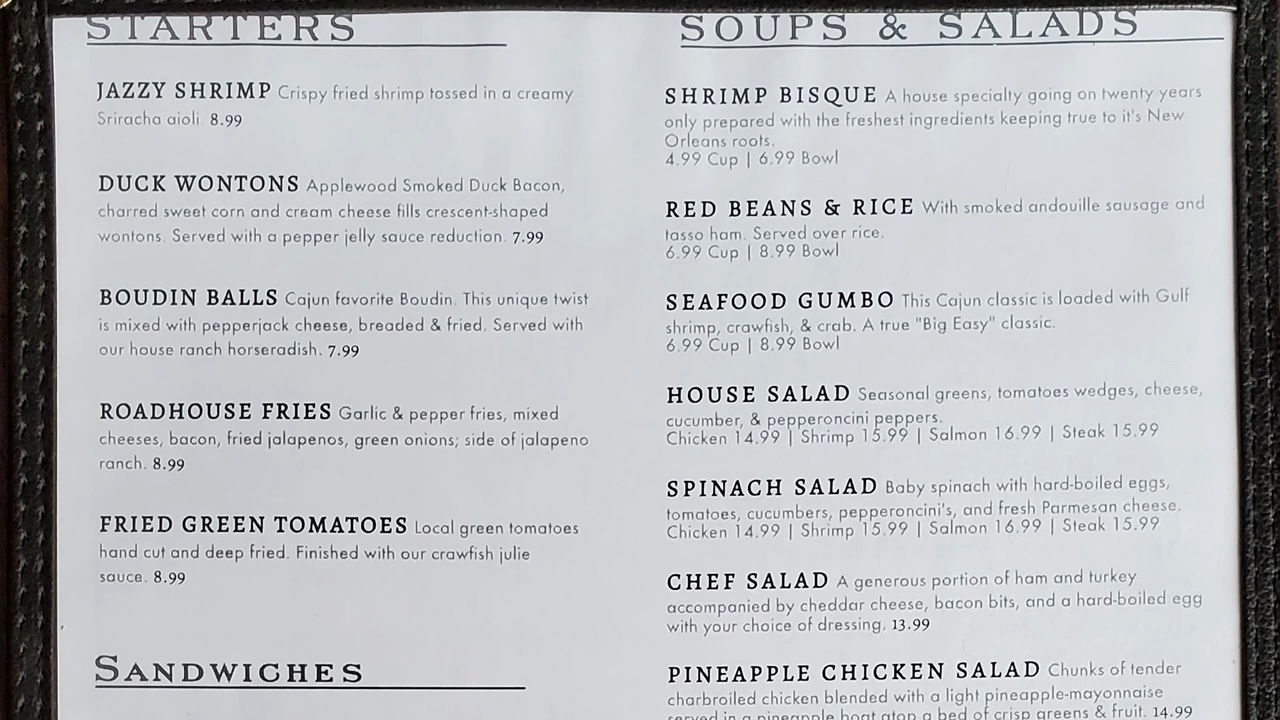 STARTERS
JAZZY SHRIMP Crispy fried shrimp tossed in a creamy
Sriracha aioli. 8.99
DUCK WONTONS Applewood Smoked Duck Bacon,
charred sweet corn and cream cheese fills crescent-shaped
wontons. Served with a pepper jelly sauce reduction. 7.99
BOUDIN BALLS Cajun favorite Boudin. This unique twist
is mixed with pepperjack cheese, breaded & fried. Served with
our house ranch horseradish. 7.99
ROADHOUSE FRIES Garlic & pepper fries, mixed
cheeses, bacon, fried jalapenos, green onions; side of jalapeno
ranch. 8.99
FRIED GREEN TOMATOES Local green tomatoes
hand cut and deep fried. Finished with our crawfish julie
sauce. 8.99
SANDWICHES
SOUPS & SALADS
SHRIMP BISQUE A house specialty going on twenty years
only prepared with the freshest ingredients keeping true to it's New
Orleans roots.
4.99 Cup | 6.99 Bowl
RED BEANS & RICE With smoked andouille sausage and
tasso ham. Served over rice.
6.99 Cup | 8.99 Bowl
SEAFOOD GUMBO This Cajun classic is loaded with Gulf
shrimp, crawfish, & crab. A true "Big Easy" classic.
6.99 Cup | 8.99 Bowl
HOUSE SALAD Seasonal greens, tomatoes wedges, cheese,
cucumber, & pepperoncini peppers.
Chicken 14.99 | Shrimp 15.99 | Salmon 16.99 | Steak 15.99
SPINACH SALAD Baby spinach with hard-boiled eggs,
tomatoes, cucumbers, pepperoncini's, and fresh Parmesan cheese.
Chicken 14.99 | Shrimp 15.99 | Salmon 16.99 | Steak 15.99
CHEF SALAD A generous portion of ham and turkey
accompanied by cheddar cheese, bacon bits, and a hard-boiled egg
with your choice of dressing. 13.99
PINEAPPLE CHICKEN SALAD Chunks of tender
charbroiled chicken blended with a light pineapple-mayonnaise
served in a pineapple boat atop a bed of crisp greens & fruit. 14.99